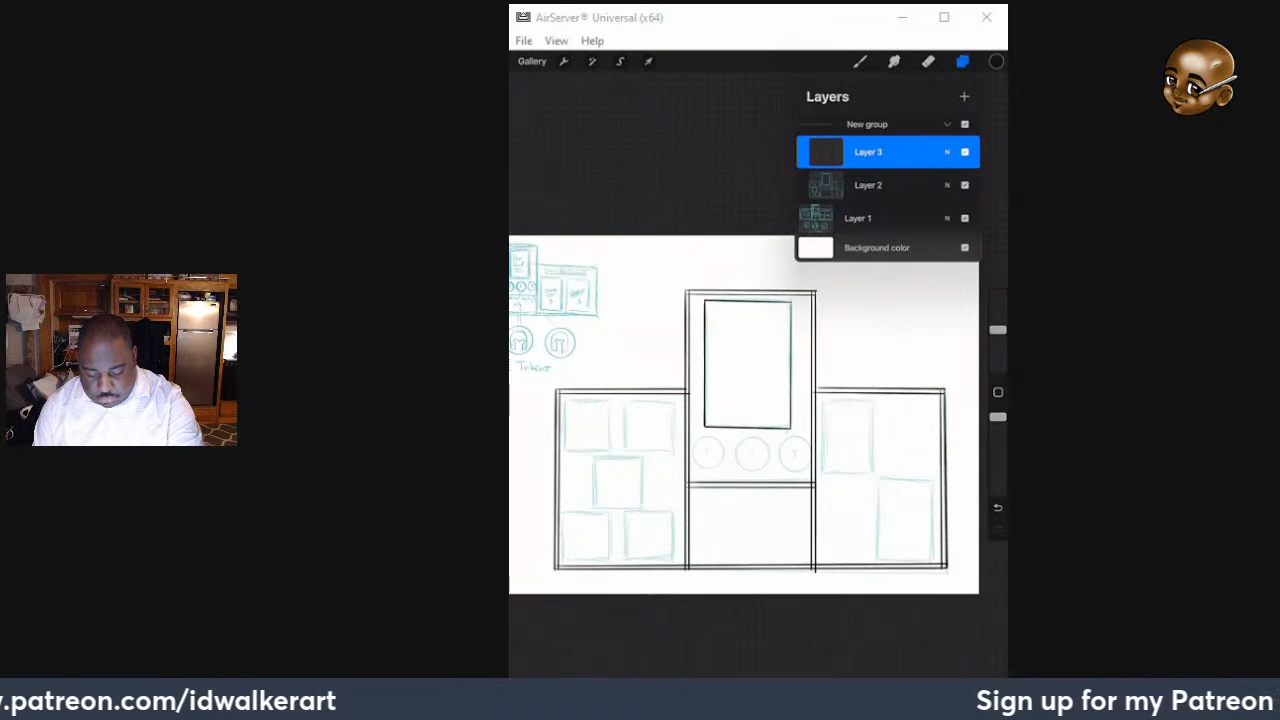 AirServer® Universal (x64)
File View Help
Gallery
Layers
New group
Layer 3 N
Layer 2 N
Layer 1 N
Background color
Token
.patreon.com/idwalkerart
Sign up for my Patreon